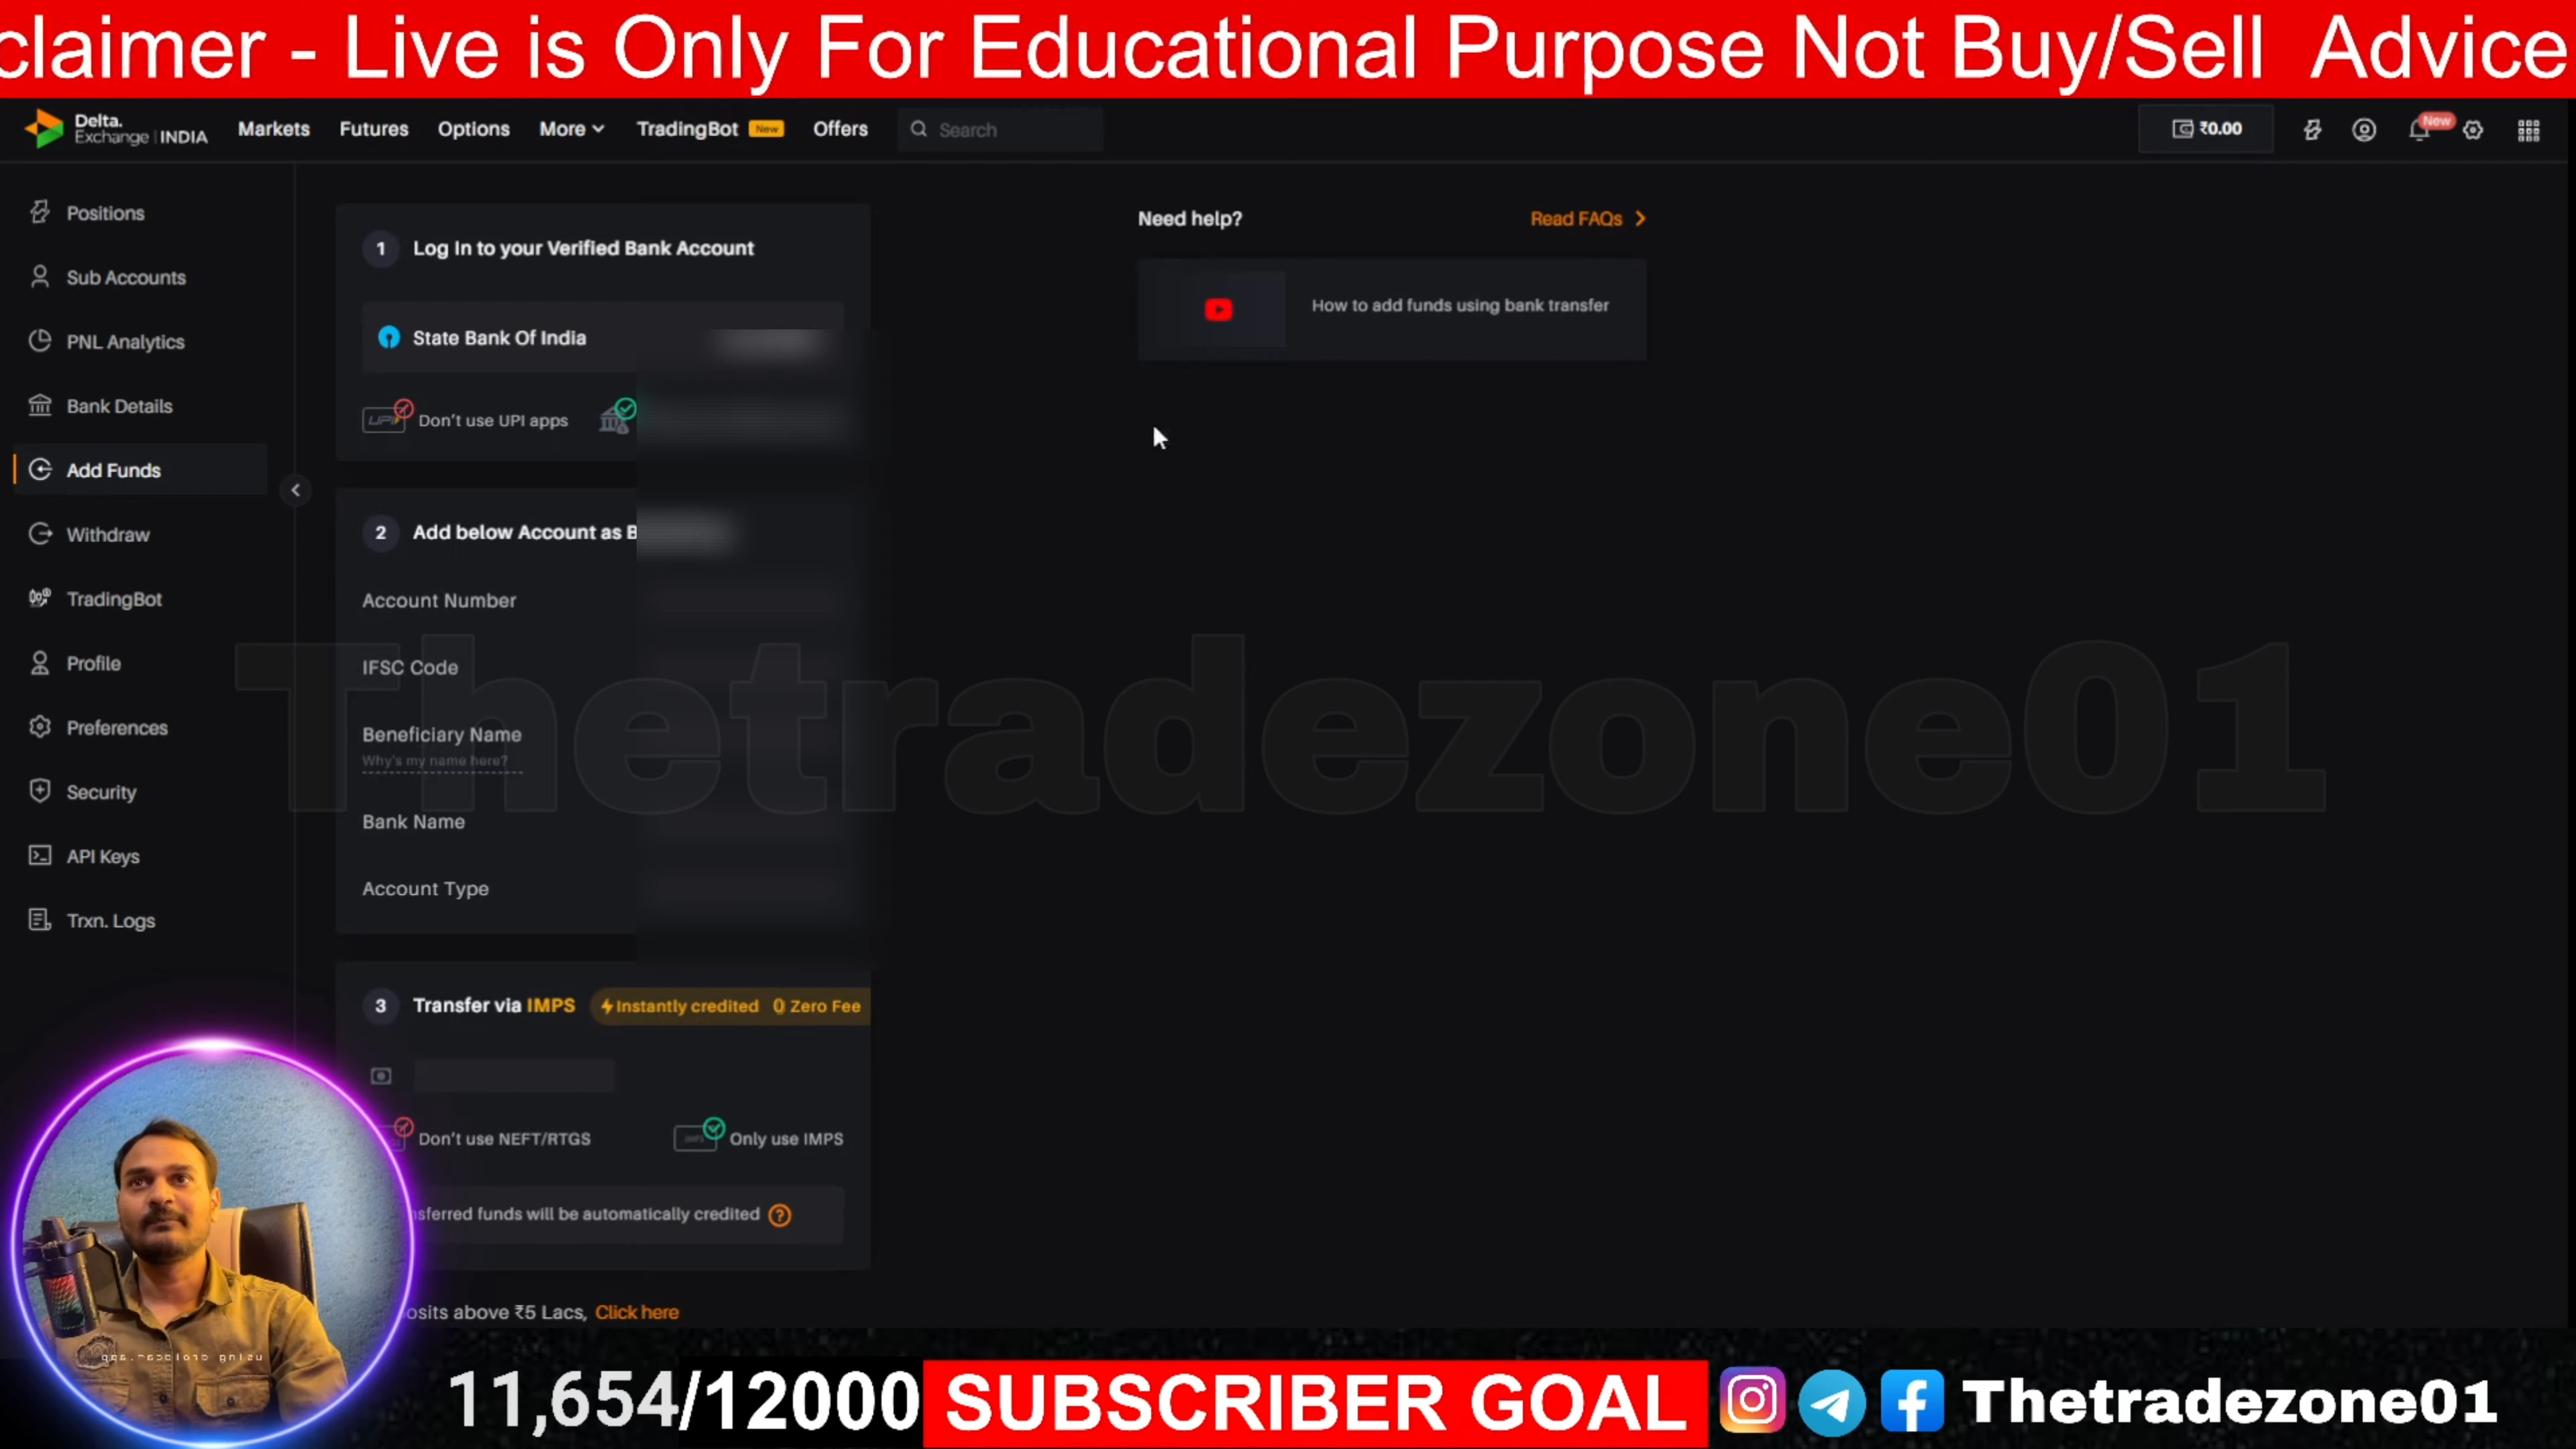 claimer - Live is Only For Educational Purpose Not Buy/Sell Advice
Delta.
Exchange | INDIA
Markets
Futures
Options
More
TradingBot
New
Offers
Search
₹0.00
New
Positions
Sub Accounts
PNL Analytics
Bank Details
Add Funds
Withdraw
TradingBot
Profile
Preferences
Security
API Keys
Trxn. Logs
1 Log In to your Verified Bank Account
State Bank Of India
UPI
Don't use UPI apps
2 Add below Account as B
Account Number
IFSC Code
Beneficiary Name
Why's my name here?
Bank Name
Account Type
3 Transfer via IMPS
Instantly credited
0 Zero Fee
Don't use NEFT/RTGS
Only use IMPS
sferred funds will be automatically credited ?
osits above ₹5 Lacs, Click here
Need help?
Read FAQs
How to add funds using bank transfer
Thetradezone01
11,654/12000
SUBSCRIBER GOAL
Thetradezone01